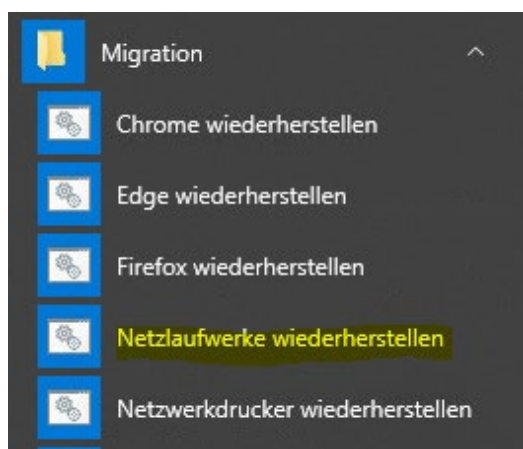 Migration
Chrome wiederherstellen
Edge wiederherstellen
Firefox wiederherstellen
Netzlaufwerke wiederherstellen
Netzwerkdrucker wiederherstellen